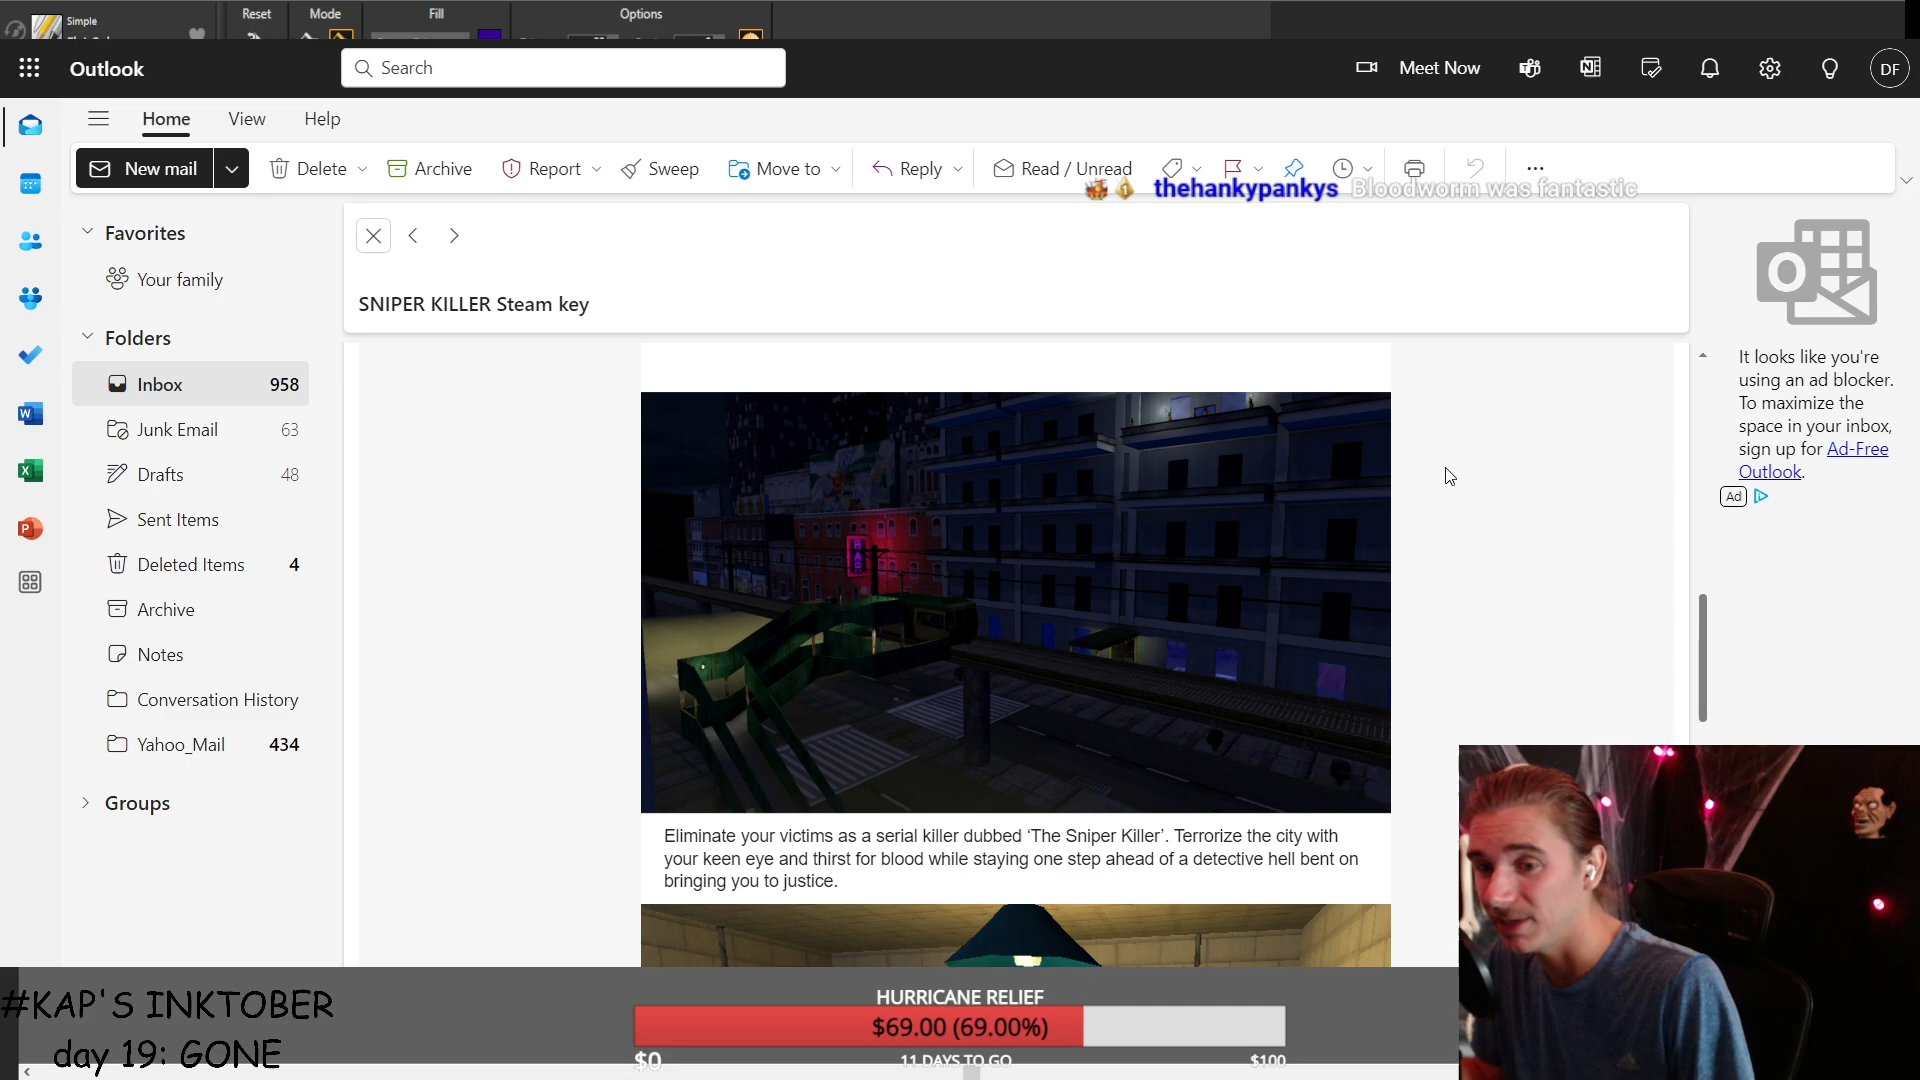 Simple
Reset
Mode
Fill
Options
Outlook
Search
Meet Now
DF
Home
View
Help
New mail
Delete
Archive
Report
Sweep
Move to
Reply
Read / Unread
thehankypankys Bloodworm was fantastic
Favorites
Your family
Folders
Inbox 958
Junk Email 63
Drafts 48
Sent Items
Deleted Items 4
Archive
Notes
Conversation History
Yahoo_Mail 434
Groups
SNIPER KILLER Steam key
BAR
Eliminate your victims as a serial killer dubbed ‘The Sniper Killer’. Terrorize the city with
your keen eye and thirst for blood while staying one step ahead of a detective hell bent on
bringing you to justice.
It looks like you're
using an ad blocker.
To maximize the
space in your inbox,
sign up for Ad-Free
Outlook.
Ad
#KAP'S INKTOBER
day 19: GONE
HURRICANE RELIEF
$69.00 (69.00%)
$0
11 DAYS TO GO
$100